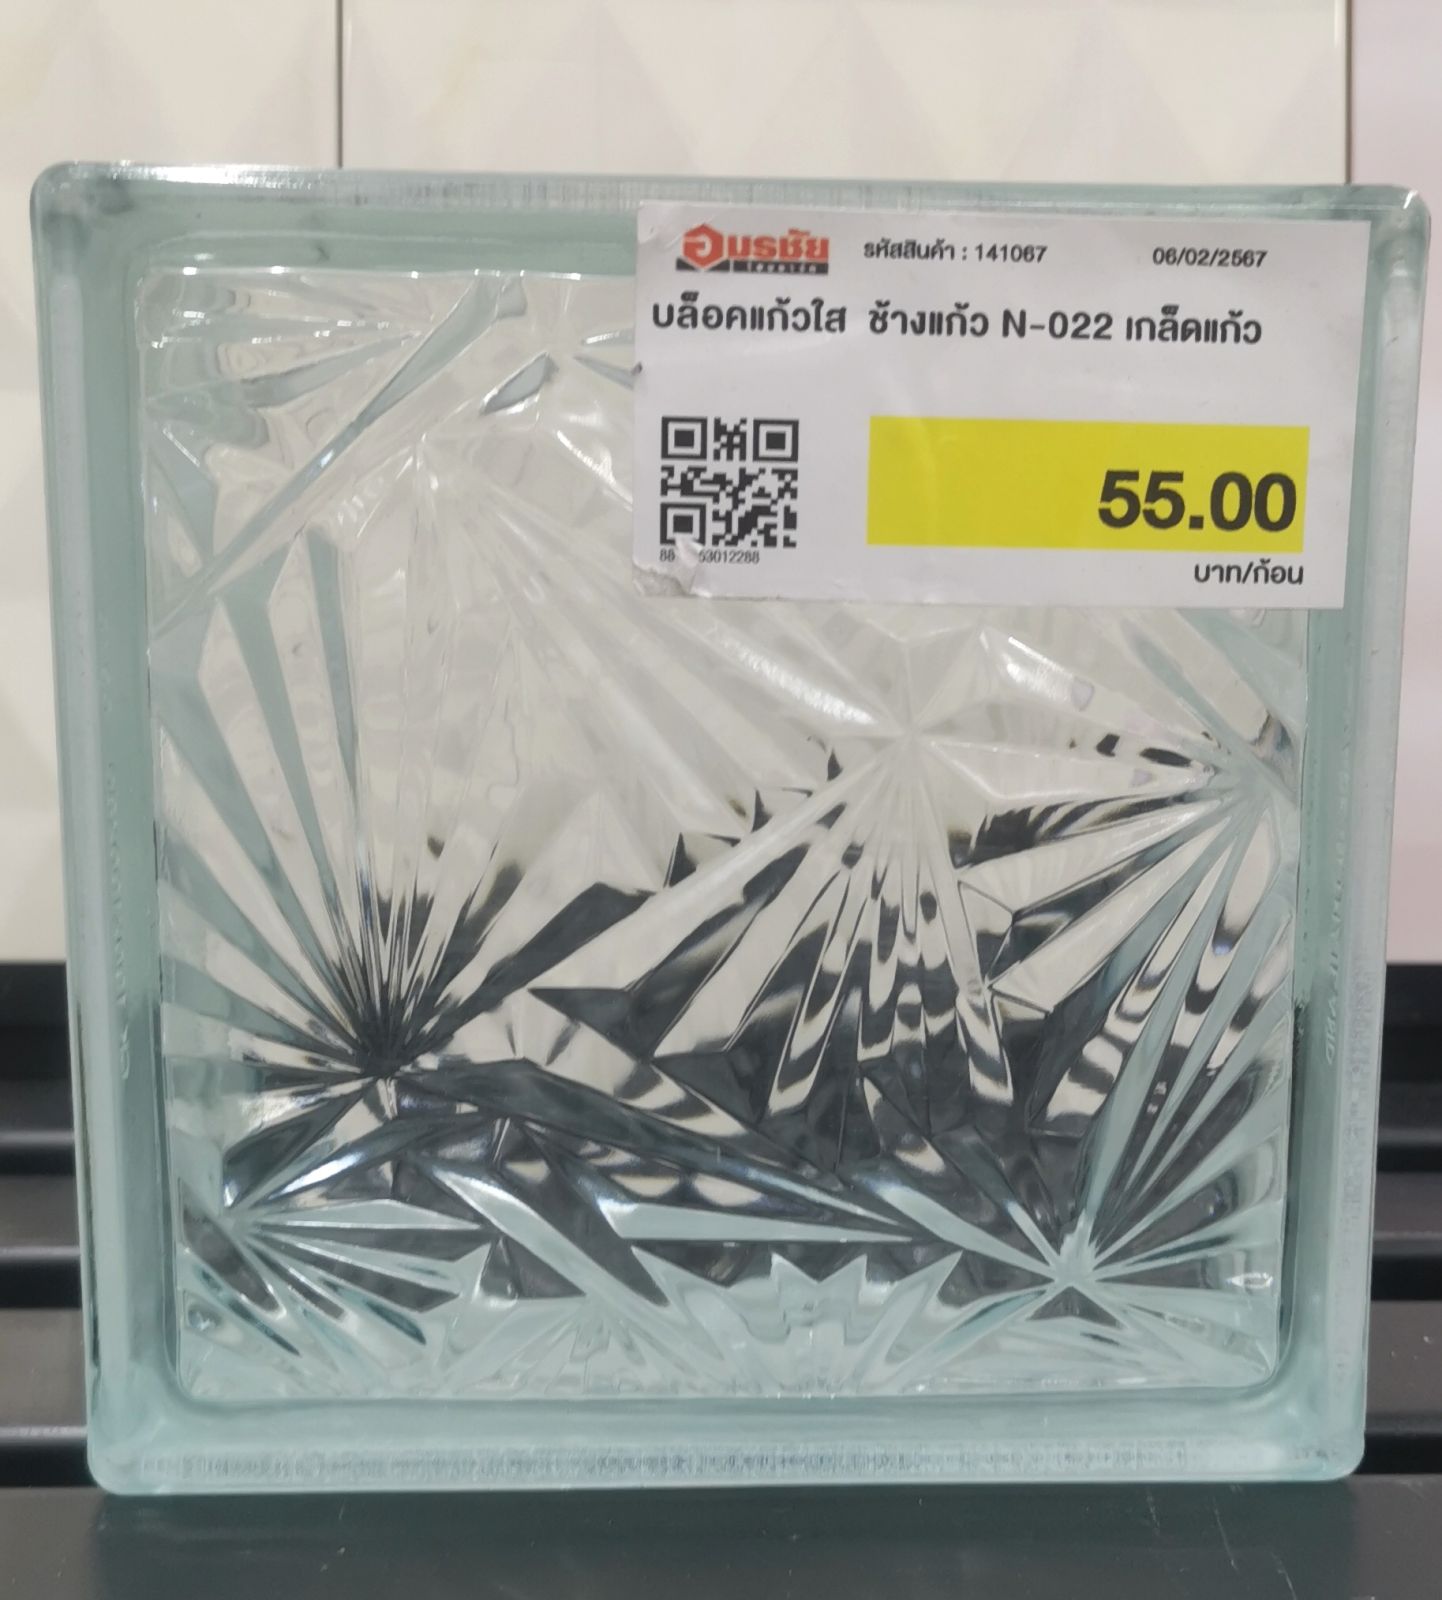 อมรชัย
รหัสสินค้า : 141067
06/02/2567
บล็อคแก้วใส ช้างแก้ว N-022 เกล็ดแก้ว
55.00
บาท/ก้อน